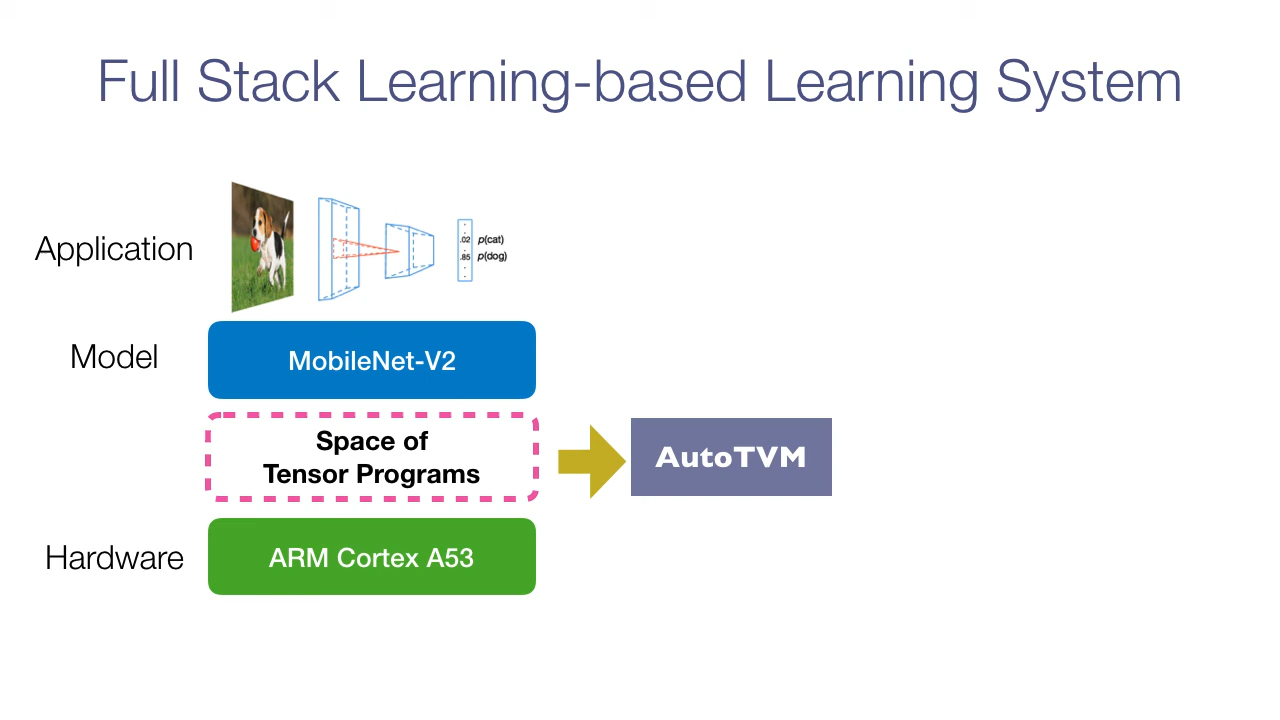 Full Stack Learning-based Learning System
Application
.02 p(cat)
.85 p(dog)
Model
MobileNet-V2
Space of
Tensor Programs
AutoTVM
Hardware
ARM Cortex A53